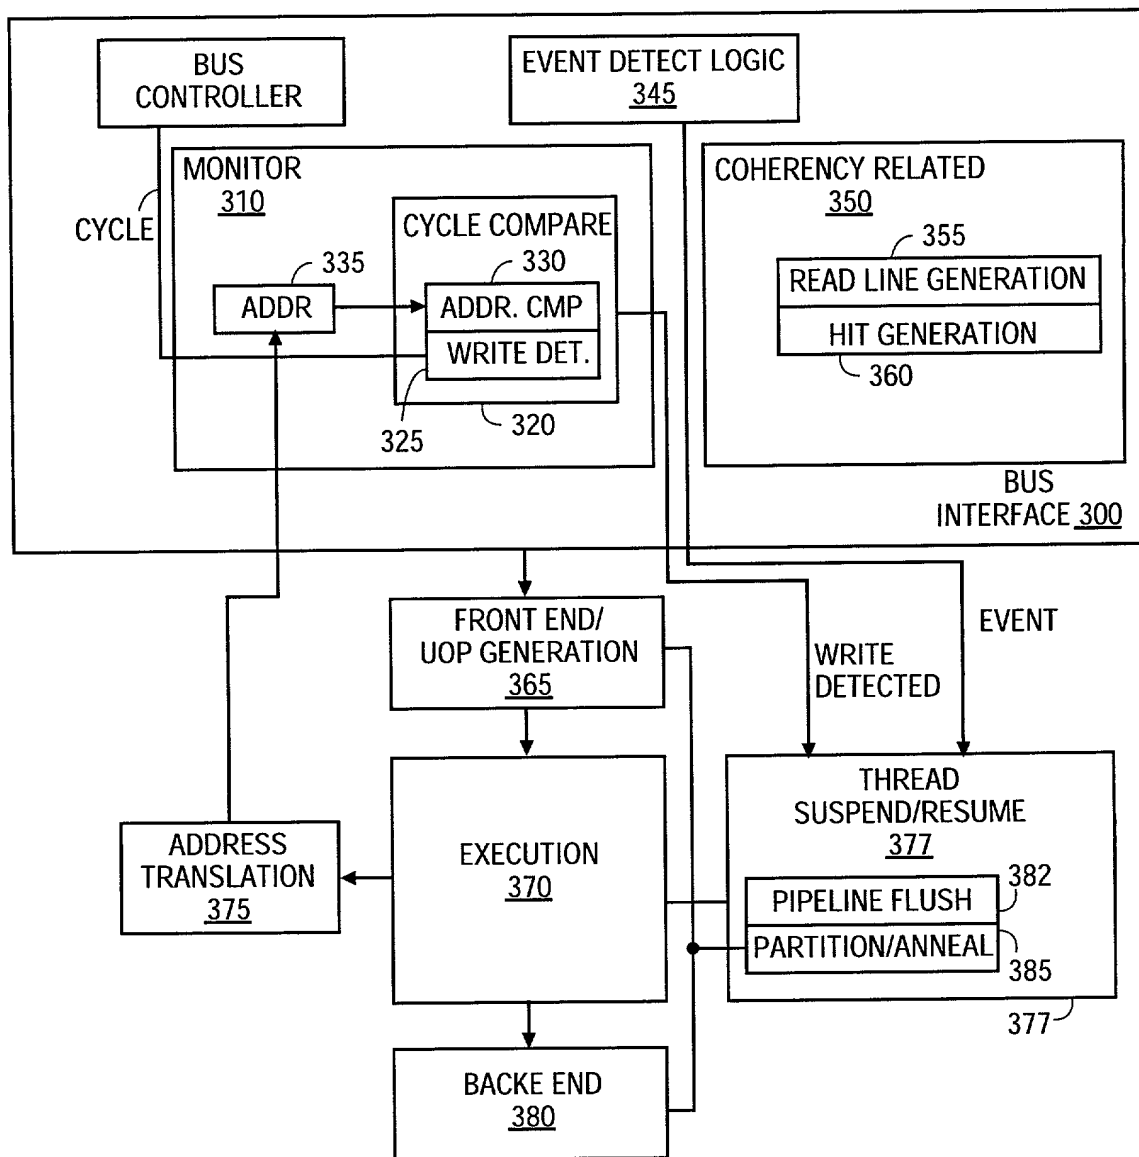 BUS
CONTROLLER
EVENT DETECT LOGIC
345
MONITOR
310
CYCLE
CYCLE COMPARE
335
330
ADDR
ADDR. CMP
WRITE DET.
325
320
COHERENCY RELATED
350
355
READ LINE GENERATION
HIT GENERATION
360
BUS
INTERFACE 300
FRONT END/
UOP GENERATION
365
WRITE
DETECTED
EVENT
ADDRESS
TRANSLATION
375
EXECUTION
370
THREAD
SUSPEND/RESUME
377
382
PIPELINE FLUSH
PARTITION/ANNEAL
385
377
BACKE END
380